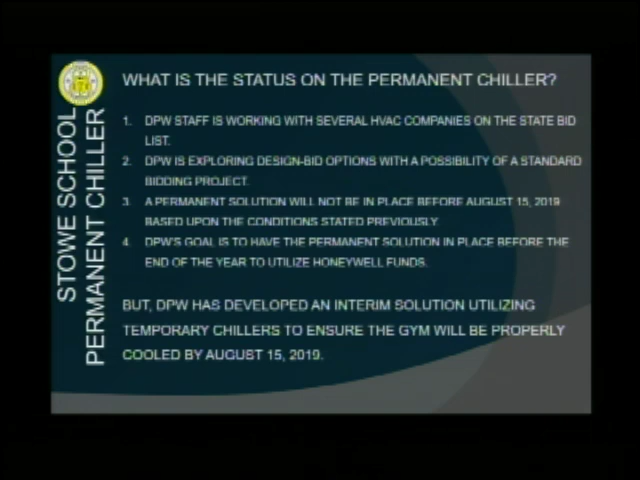 STOWE SCHOOL
PERMANENT CHILLER
WHAT IS THE STATUS ON THE PERMANENT CHILLER?
1. DPW STAFF IS WORKING WITH SEVERAL HVAC COMPANIES ON THE STATE BID
LIST.
2. DPW IS EXPLORING DESIGN-BID OPTIONS WITH A POSSIBILITY OF A STANDARD
BIDDING PROJECT.
3. A PERMANENT SOLUTION WILL NOT BE IN PLACE BEFORE AUGUST 15, 2019
BASED UPON THE CONDITIONS STATED PREVIOUSLY.
4. DPW'S GOAL IS TO HAVE THE PERMANENT SOLUTION IN PLACE BEFORE THE
END OF THE YEAR TO UTILIZE HONEYWELL FUNDS.
BUT, DPW HAS DEVELOPED AN INTERIM SOLUTION UTILIZING
TEMPORARY CHILLERS TO ENSURE THE GYM WILL BE PROPERLY
COOLED BY AUGUST 15, 2019.